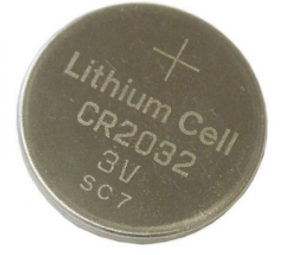 +
Lithium Cell
CR2032
3V
SC7